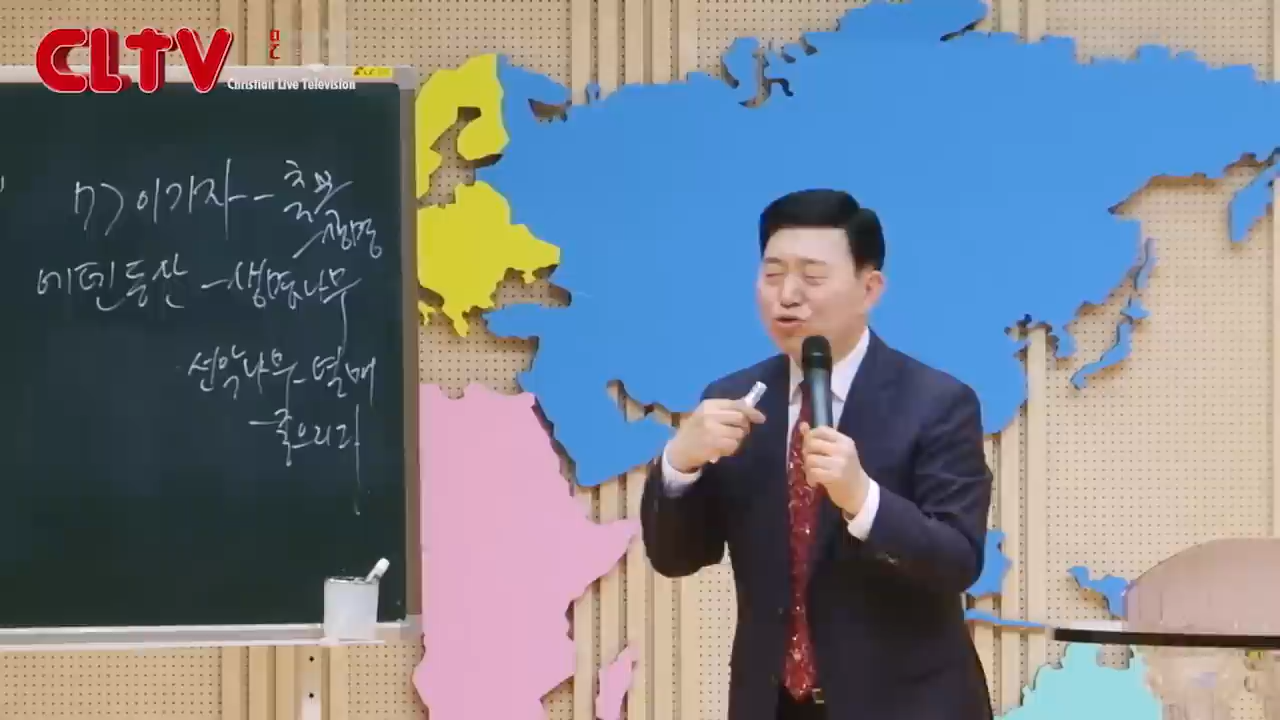 CLTV
Christian Live Television
기)이기자 - 축복
생명
에덴동산 - 생명나무
선악나무 - 열매
죽으리라